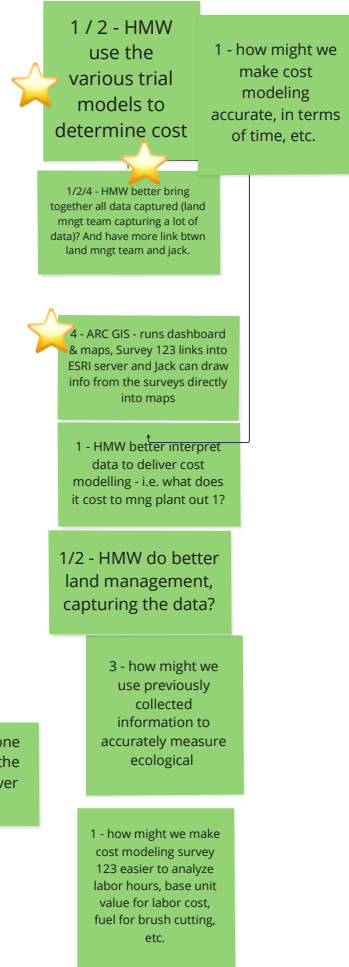 1 / 2 - HMW
use the
various trial
models to
determine cost
1 - how might we
make cost
modeling
accurate, in terms
of time, etc.
1/2/4 - HMW better bring
together all data captured (land
mngt team capturing a lot of
data)? And have more link btwn
land mngt team and jack.
4 - ARC GIS - runs dashboard
& maps, Survey 123 links into
ESRI server and Jack can draw
info from the surveys directly
into maps
1 - HMW better interpret
data to deliver cost
modelling - i.e. what does
it cost to mng plant out 1?
1/2 - HMW do better
land management,
capturing the data?
3 - how might we
use previously
collected
information to
accurately measure
ecological
one
the
ver
1 - how might we make
cost modeling survey
123 easier to analyze
labor hours, base unit
value for labor cost,
fuel for brush cutting,
etc.